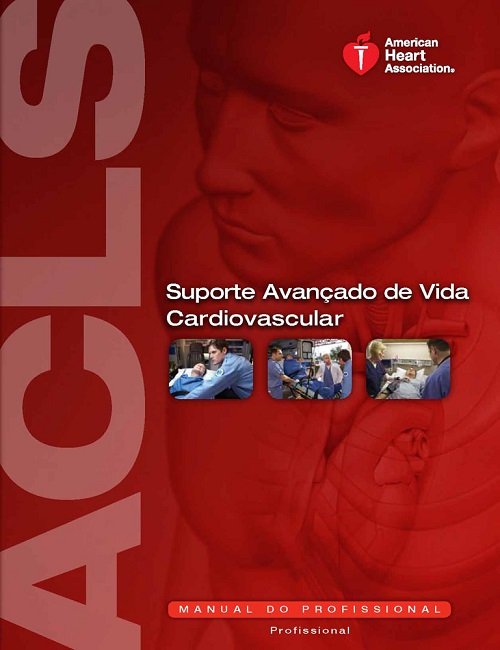 American
Heart
Association®
ACLS
Suporte Avançado de Vida
Cardiovascular
MANUAL DO PROFISSIONAL
Profissional